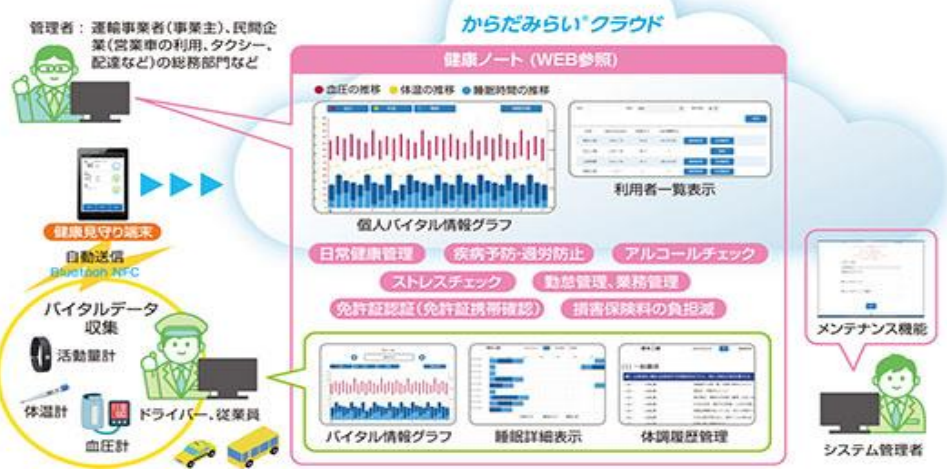 からだみらい®クラウド
管理者：運輸事業者（事業主）、民間企
業（営業車の利用、タクシー、
配達など）の総務部門など
健康ノート（WEB参照）
●血圧の推移 ●体温の推移 ●睡眠時間の推移
個人バイタル情報グラフ
利用者一覧表示
健康見守り端末
自動送信
Bluetooh NFC
日常健康管理
疾病予防・過労防止
アルコールチェック
ストレスチェック
勤怠管理、業務管理
免許証認証（免許証携帯確認）
損害保険料の負担減
バイタルデータ
収集
活動量計
体温計
血圧計
ドライバー、従業員
バイタル情報グラフ
睡眠詳細表示
体調履歴管理
メンテナンス機能
システム管理者